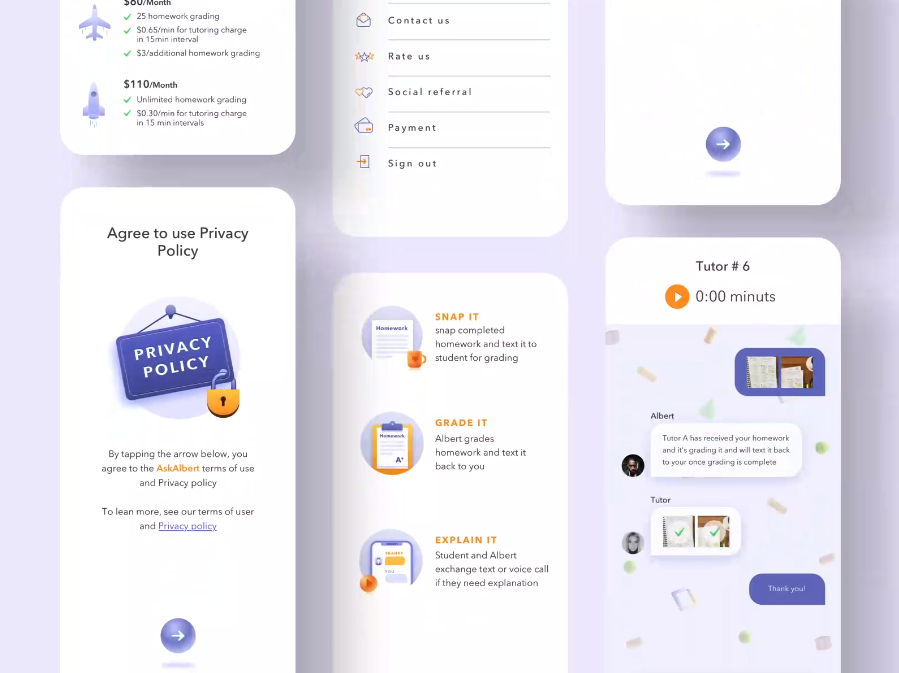 $80/Month
25 homework grading
$0.65/min for tutoring charge
in 15min interval
$3/additional homework grading
$110/Month
Unlimited homework grading
$0.30/min for tutoring charge
in 15 min intervals
Contact us
Rate us
Social referral
Payment
Sign out
Agree to use Privacy
Policy
PRIVACY
POLICY
By tapping the arrow below, you
agree to the AskAlbert terms of use
and Privacy policy
To lean more, see our terms of user
and Privacy policy
Homework
SNAP IT
snap completed
homework and text it to
student for grading
Homework
A+
GRADE IT
Albert grades
homework and text it
back to you
YOU
EXPLAIN IT
Student and Albert
exchange text or voice call
if they need explanation
Tutor # 6
0:00 minuts
Albert
Tutor A has received your homework
and it's grading it and will text it back
to your once grading is complete
Tutor
Thank you!